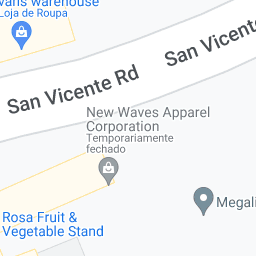 vans warehouse
Loja de Roupa
San Vicente Rd
San Vicente
New Waves Apparel
Corporation
Temporariamente
fechado
Rosa Fruit &
Vegetable Stand
Megali